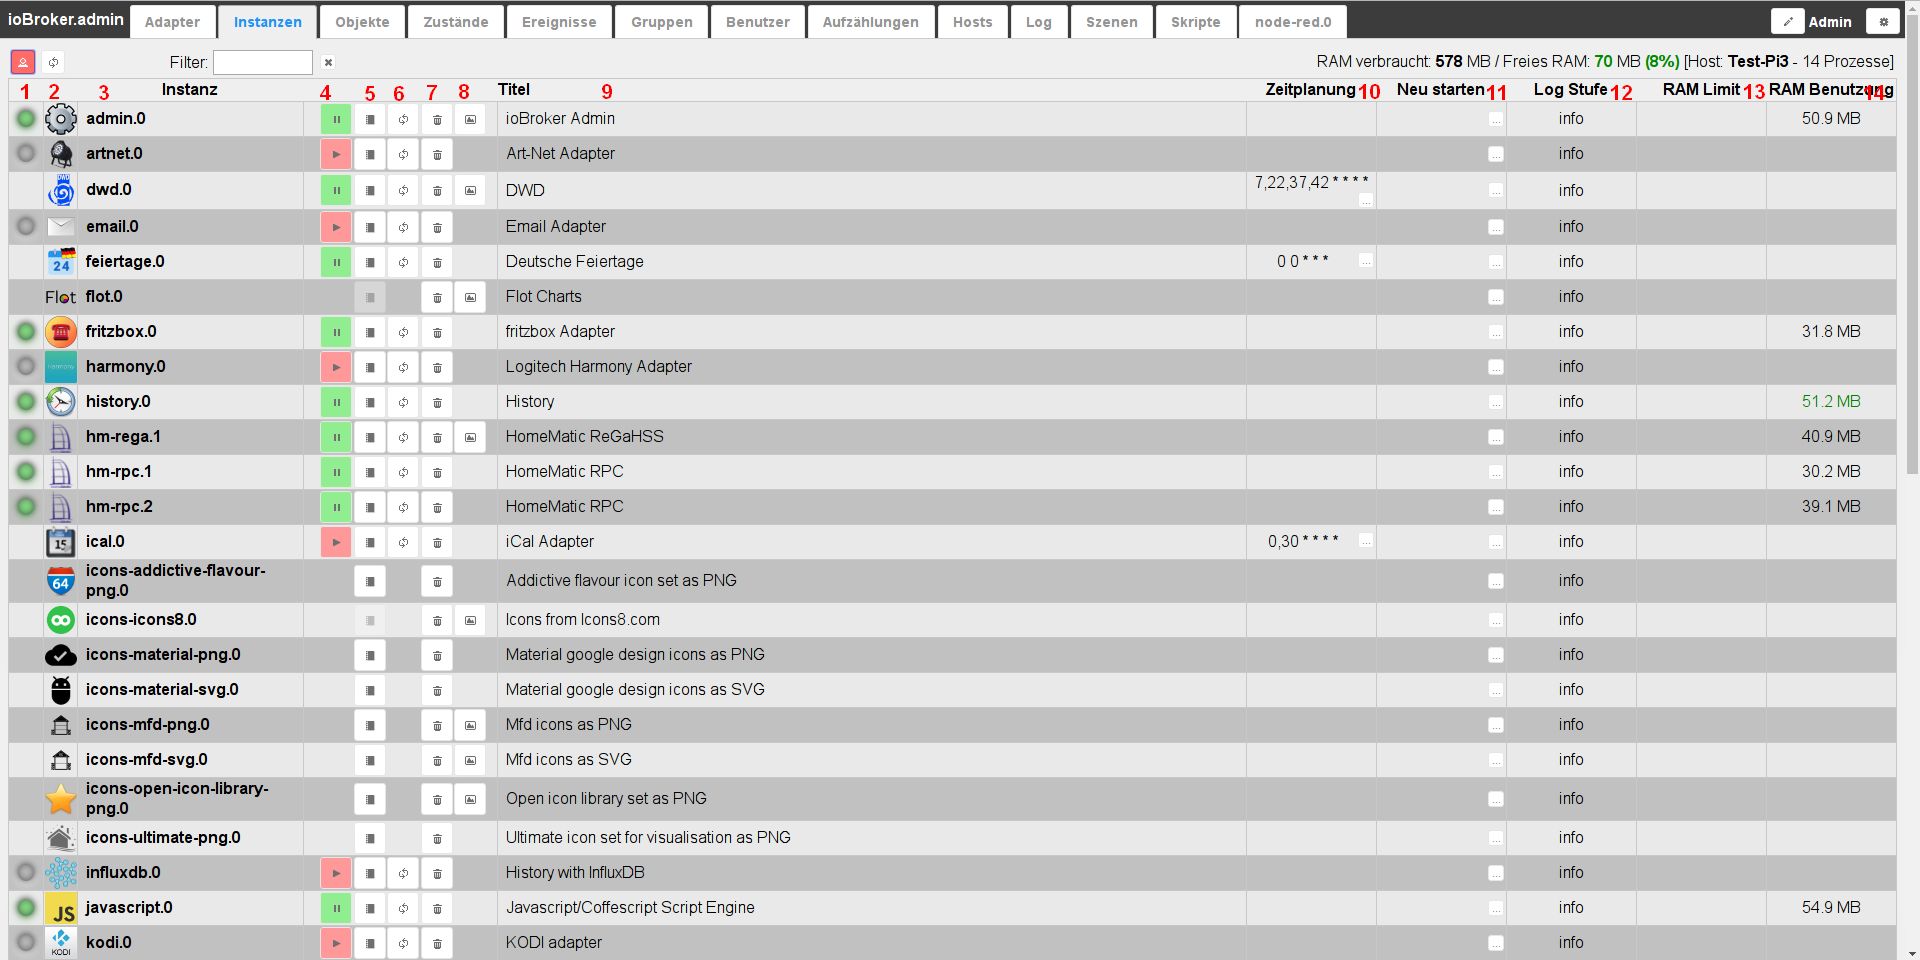 ioBroker.admin Adapter Instanzen Objekte Zustände Ereignisse Gruppen Benutzer Aufzählungen Hosts Log Szenen Skripte node-red.0 Admin
Filter: RAM verbraucht: 578 MB / Freies RAM: 70 MB (8%) [Host: Test-Pi3 - 14 Prozesse]
1 2 3 Instanz 4 5 6 7 8 Titel 9 Zeitplanung 10 Neu starten 11 Log Stufe 12 RAM Limit 13 RAM Benutzung 14
admin.0 ioBroker Admin ... info 50.9 MB
artnet.0 Art-Net Adapter ... info
DWD dwd.0 DWD 7,22,37,42 * * * * ... ... info
email.0 Email Adapter ... info
24 feiertage.0 Deutsche Feiertage 0 0 * * * ... ... info
Flot flot.0 Flot Charts ... info
fritzbox.0 fritzbox Adapter ... info 31.8 MB
Harmony harmony.0 Logitech Harmony Adapter ... info
history.0 History ... info 51.2 MB
hm-rega.1 HomeMatic ReGaHSS ... info 40.9 MB
hm-rpc.1 HomeMatic RPC ... info 30.2 MB
hm-rpc.2 HomeMatic RPC ... info 39.1 MB
15 ical.0 iCal Adapter 0,30 * * * * ... ... info
64 icons-addictive-flavour-
png.0 Addictive flavour icon set as PNG ... info
icons-icons8.0 Icons from Icons8.com ... info
icons-material-png.0 Material google design icons as PNG ... info
icons-material-svg.0 Material google design icons as SVG ... info
icons-mfd-png.0 Mfd icons as PNG ... info
icons-mfd-svg.0 Mfd icons as SVG ... info
icons-open-icon-library-
png.0 Open icon library set as PNG ... info
icons-ultimate-png.0 Ultimate icon set for visualisation as PNG ... info
influxdb.0 History with InfluxDB ... info
JS javascript.0 Javascript/Coffescript Script Engine ... info 54.9 MB
KODI kodi.0 KODI adapter ... info